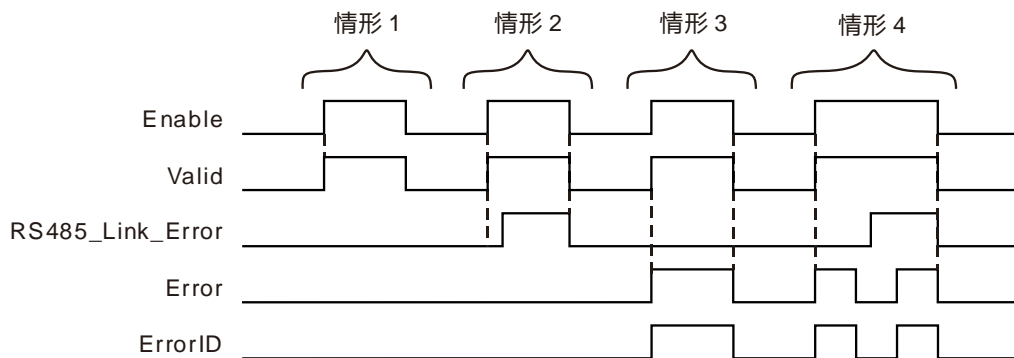 情形 1 情形 2 情形 3 情形 4
Enable
Valid
RS485_Link_Error
Error
ErrorID